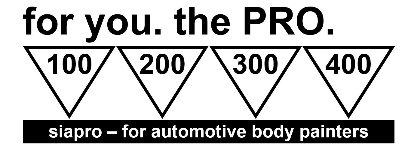 for you. the PRO.
100 200 300 400
siapro – for automotive body painters